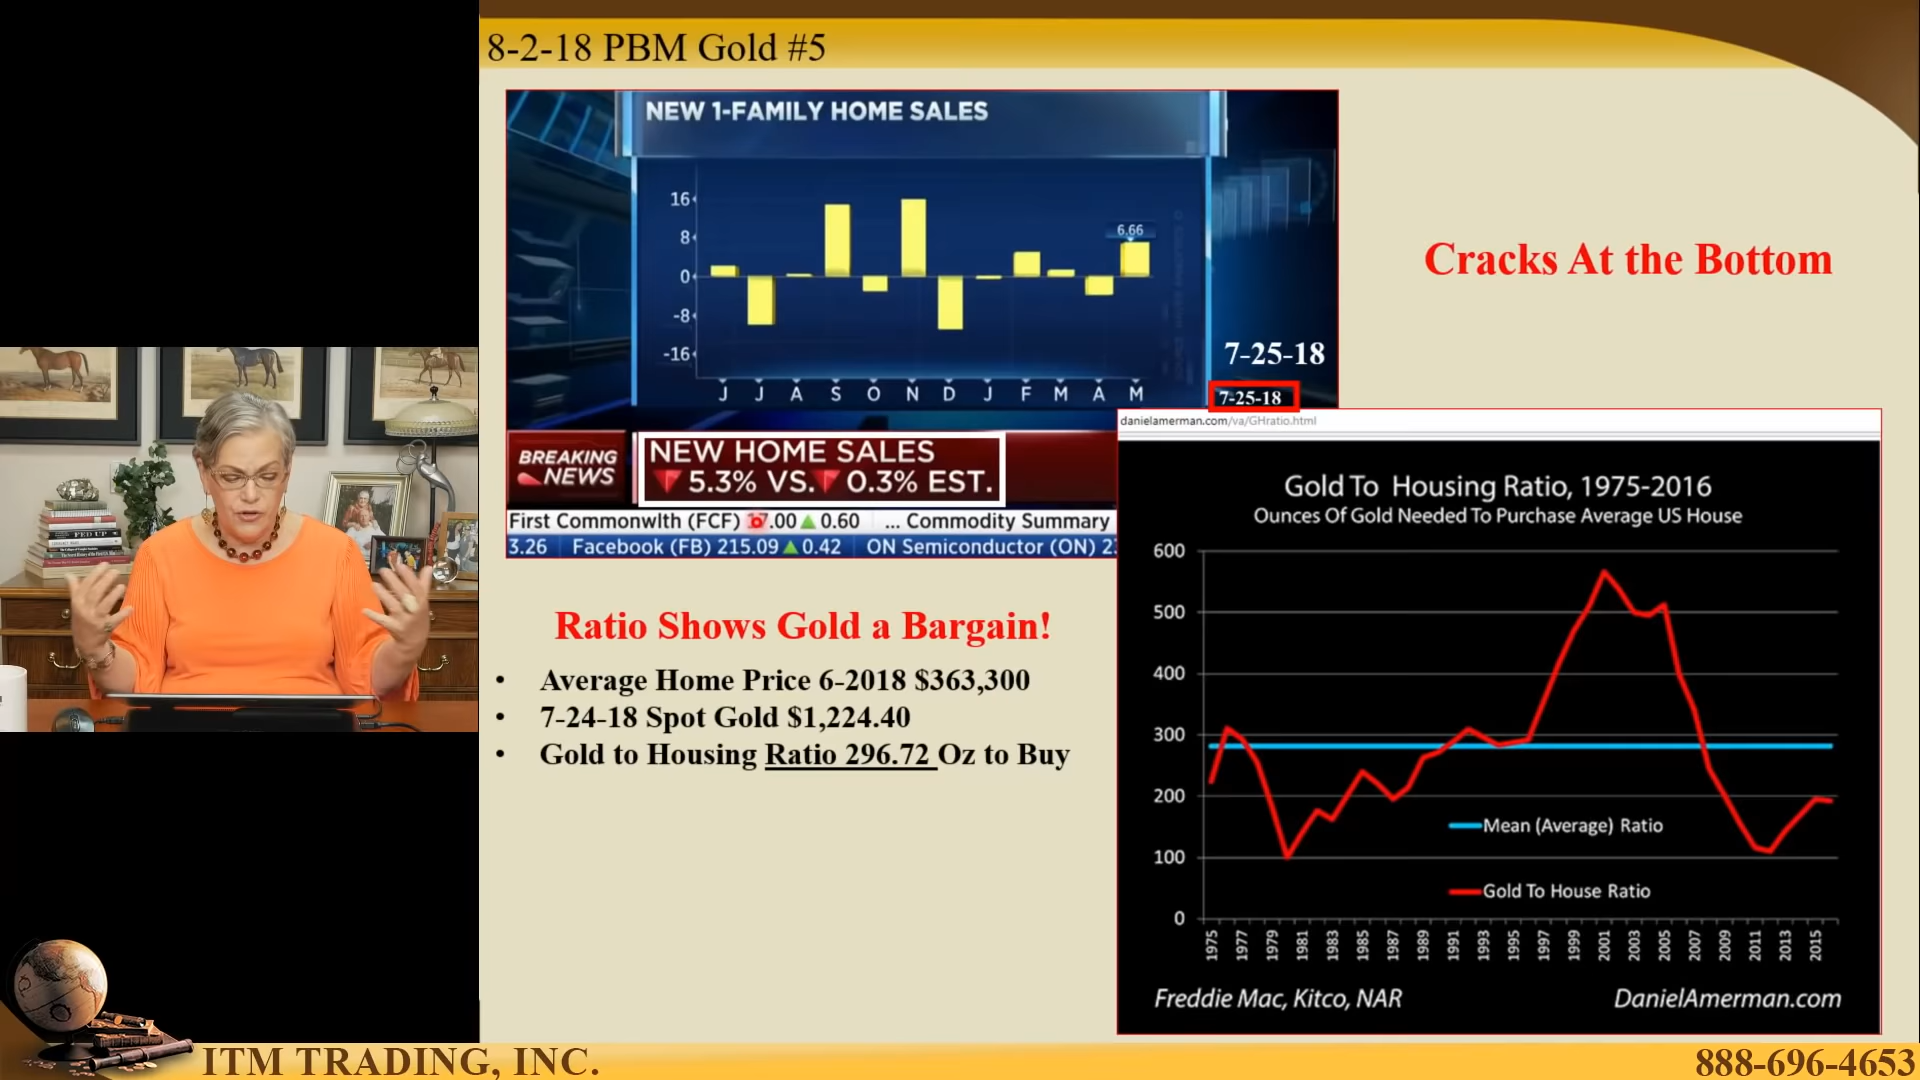 8-2-18 PBM Gold #5
NEW 1-FAMILY HOME SALES
16
8
0
-8
-16
6.66
J J A S O N D J F M A M
7-25-18
7-25-18
BREAKING
NEWS
NEW HOME SALES
5.3% VS. 0.3% EST.
First Commonwlth (FCF) .00 0.60 ... Commodity Summary
3.26 Facebook (FB) 215.09 0.42 ON Semiconductor (ON)
Cracks At the Bottom
Ratio Shows Gold a Bargain!
• Average Home Price 6-2018 $363,300
• 7-24-18 Spot Gold $1,224.40
• Gold to Housing Ratio 296.72 Oz to Buy
danielamerman.com/va/GHratio.html
Gold To Housing Ratio, 1975-2016
Ounces Of Gold Needed To Purchase Average US House
600
500
400
300
200
100
0
Mean (Average) Ratio
Gold To House Ratio
1975 1977 1979 1981 1983 1985 1987 1989 1991 1993 1995 1997 1999 2001 2003 2005 2007 2009 2011 2013 2015
Freddie Mac, Kitco, NAR
DanielAmerman.com
FED UP
ITM TRADING, INC.
888-696-4653